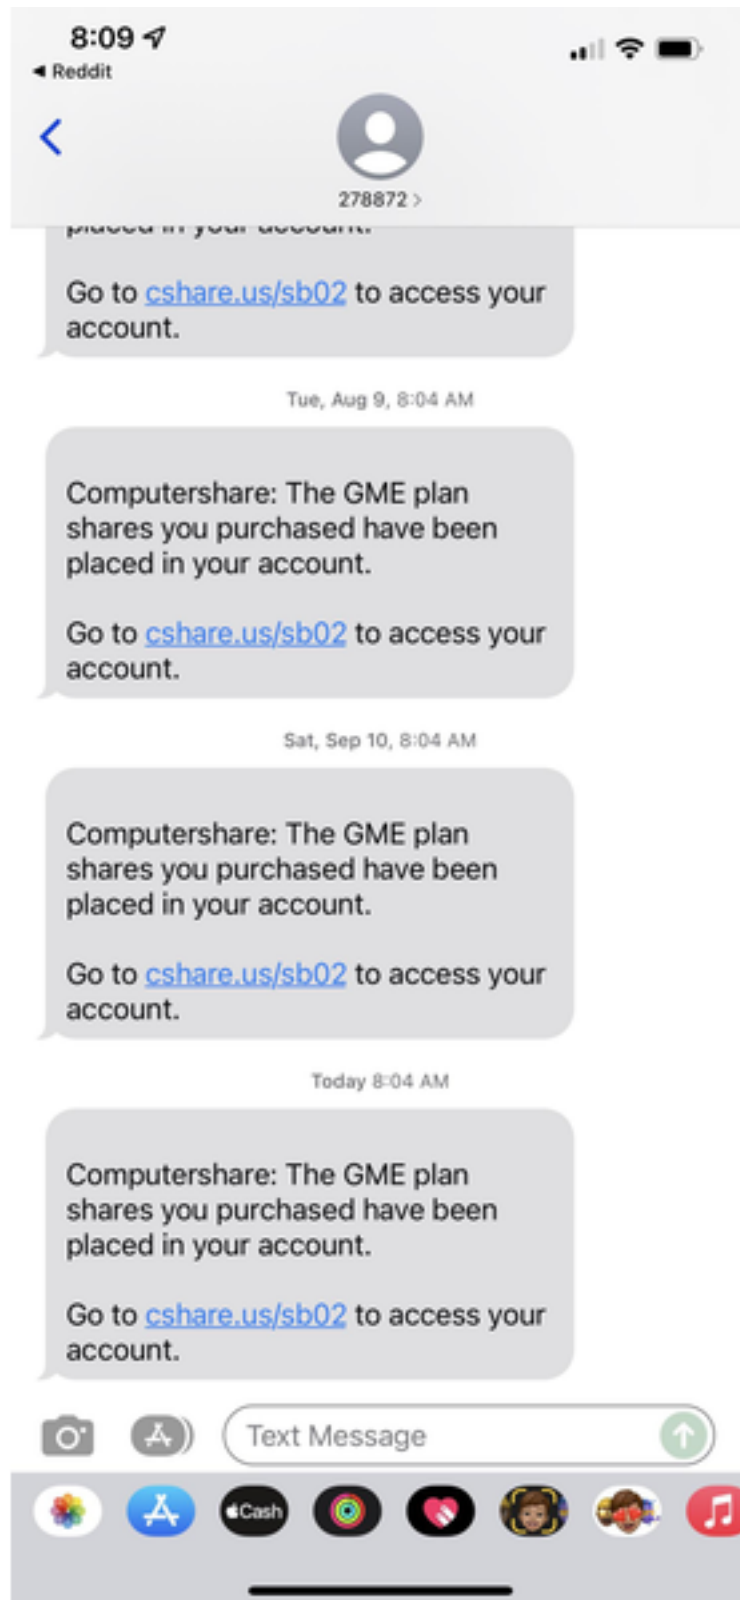 8:09
Reddit
278872
placed in your account.
Go to cshare.us/sb02 to access your
account.
Tue, Aug 9, 8:04 AM
Computershare: The GME plan
shares you purchased have been
placed in your account.
Go to cshare.us/sb02 to access your
account.
Sat, Sep 10, 8:04 AM
Computershare: The GME plan
shares you purchased have been
placed in your account.
Go to cshare.us/sb02 to access your
account.
Today 8:04 AM
Computershare: The GME plan
shares you purchased have been
placed in your account.
Go to cshare.us/sb02 to access your
account.
Text Message
Cash